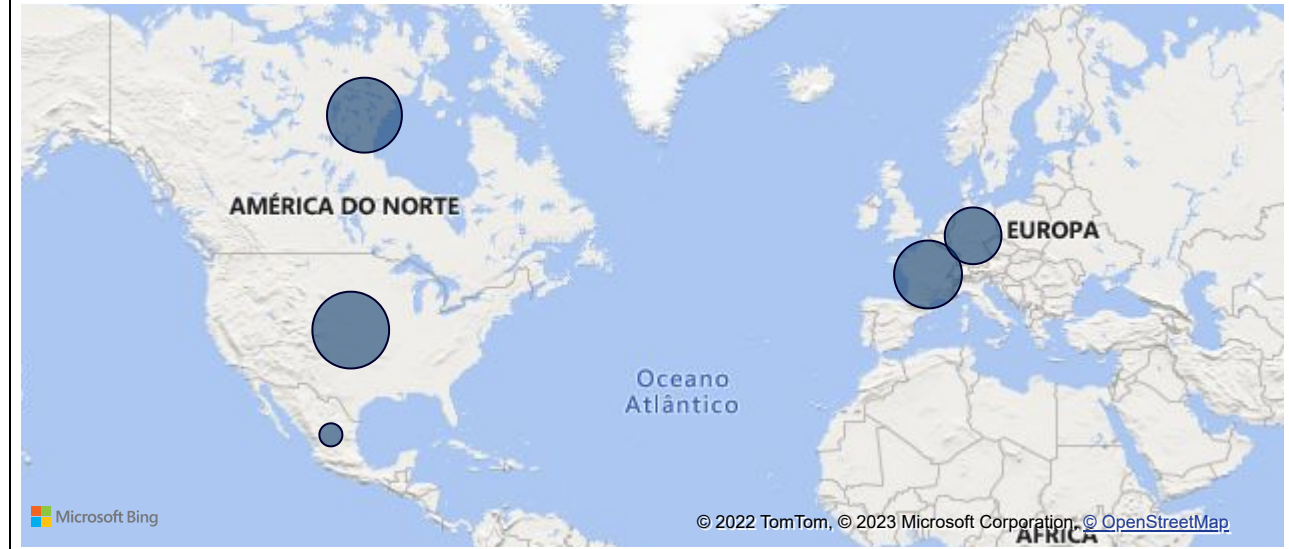 AMÉRICA DO NORTE
EUROPA
Oceano
Atlântico
Microsoft Bing
© 2022 TomTom, © 2023 Microsoft Corporation, © OpenStreetMap
ÁFRICA